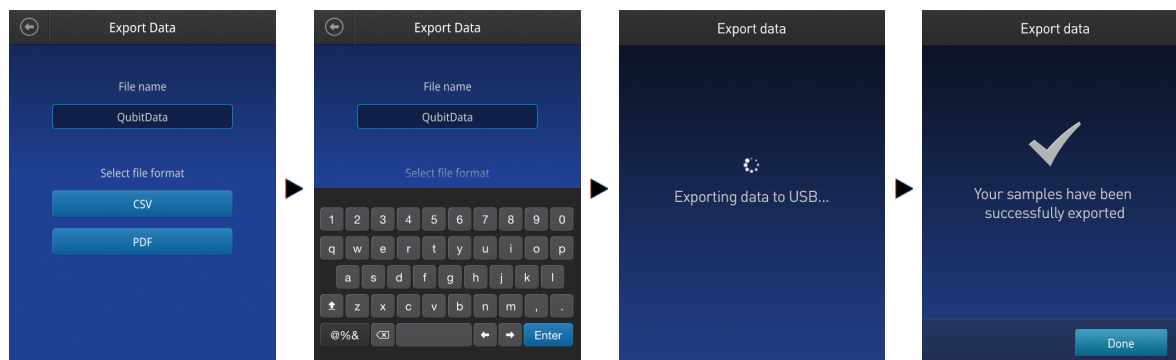 Export Data
File name
QubitData
Select file format
CSV
PDF
Export Data
File name
QubitData
Select file format
1 2 3 4 5 6 7 8 9 0
q w e r t y u i o p
a s d f g h j k l
z x c v b n m , .
@%& Enter
Export data
Exporting data to USB...
Export data
Your samples have been
successfully exported
Done